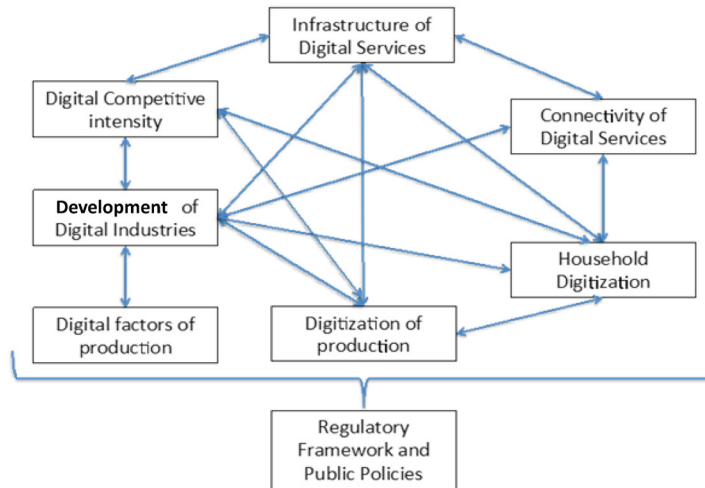 Infrastructure of
Digital Services
Digital Competitive
intensity
Connectivity of
Digital Services
Development of
Digital Industries
Household
Digitization
Digital factors of
production
Digitization of
production
Regulatory
Framework and
Public Policies